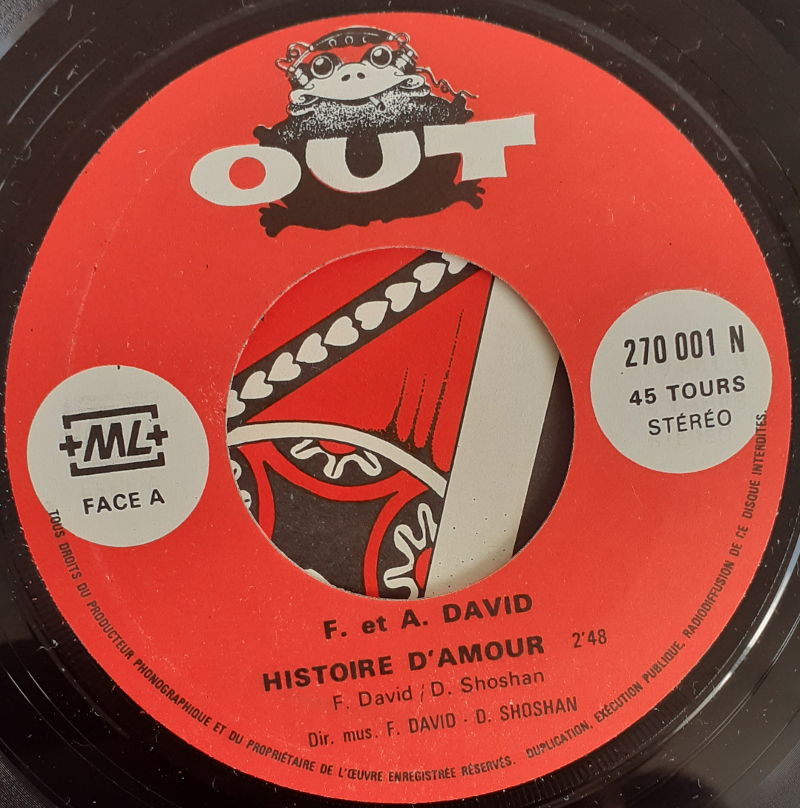 OUT
270 001 N
45 TOURS
STÉRÉO
+ML+
FACE A
F. et A. DAVID
HISTOIRE D'AMOUR 2'48
F. David / D. Shoshan
Dir. mus. F. DAVID - D. SHOSHAN
TOUS DROITS DU PRODUCTEUR PHONOGRAPHIQUE ET DU PROPRIÉTAIRE DE L'ŒUVRE ENREGISTRÉE RÉSERVÉS. DUPLICATION, EXÉCUTION PUBLIQUE, RADIODIFFUSION DE CE DISQUE INTERDITES.